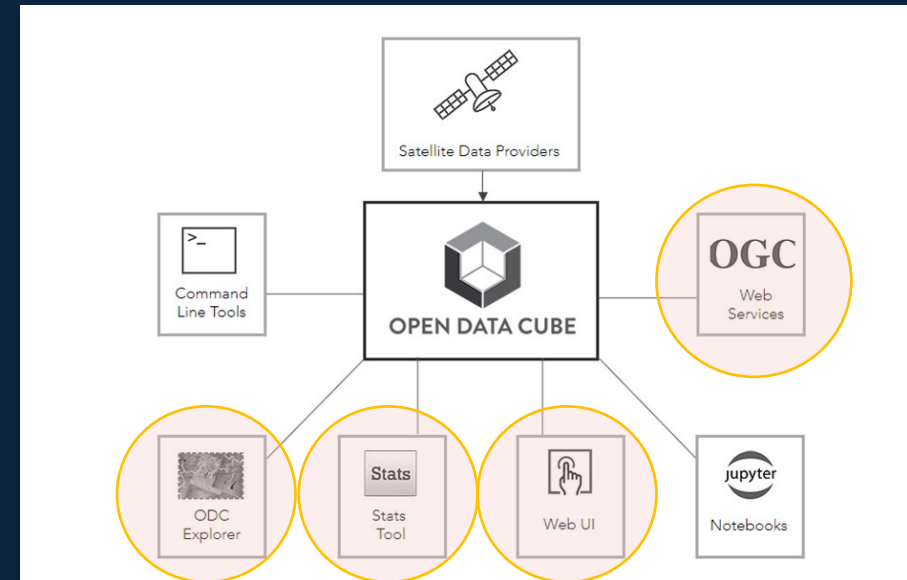 Satellite Data Providers
>_
Command
Line Tools
OPEN DATA CUBE
OGC
Web
Services
ODC
Explorer
Stats
Stats
Tool
Web UI
jupyter
Notebooks